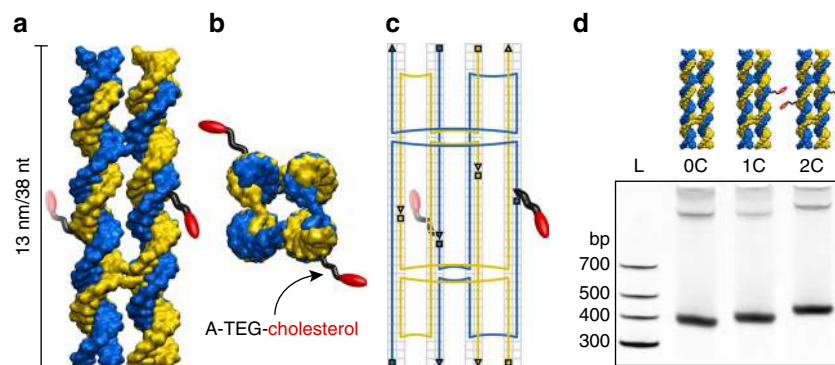 a
b
c
d
13 nm/38 nt
A-TEG-cholesterol
L
0C
1C
2C
bp
700
500
400
300